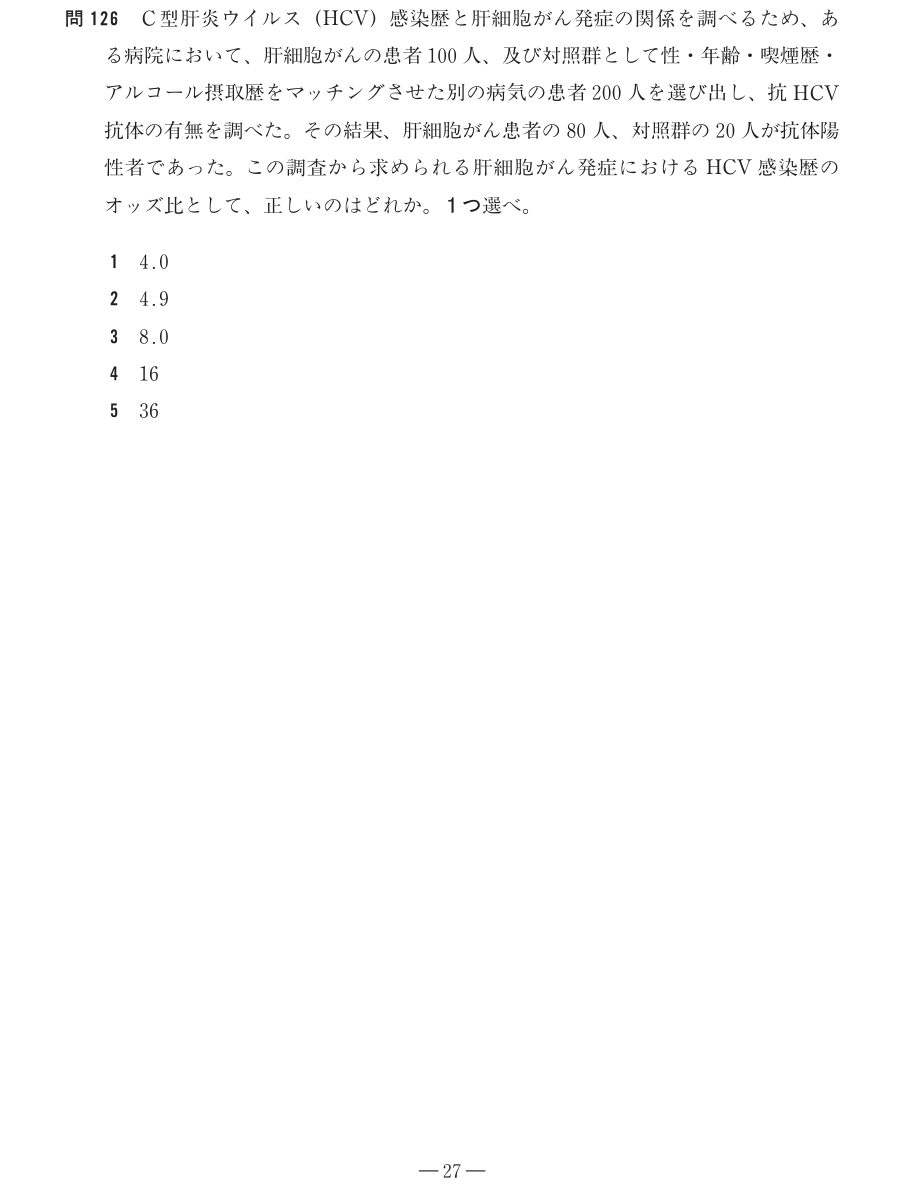 問 126 C 型肝炎ウイルス（HCV）感染歴と肝細胞がん発症の関係を調べるため、あ
る病院において、肝細胞がんの患者 100 人、及び対照群として性・年齢・喫煙歴・
アルコール摂取歴をマッチングさせた別の病気の患者 200 人を選び出し、抗 HCV
抗体の有無を調べた。その結果、肝細胞がん患者の 80 人、対照群の 20 人が抗体陽
性者であった。この調査から求められる肝細胞がん発症における HCV 感染歴の
オッズ比として、正しいのはどれか。1つ選べ。
1 4.0
2 4.9
3 8.0
4 16
5 36
— 27 —